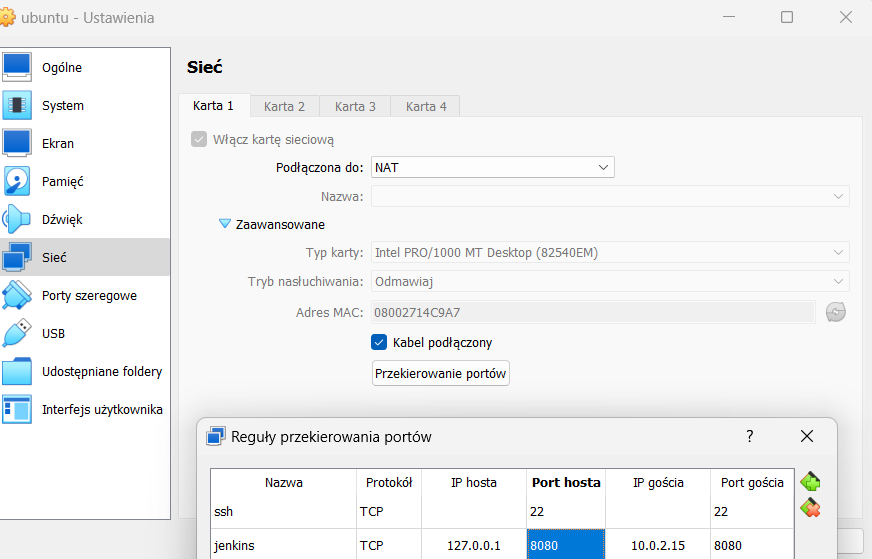 ubuntu - Ustawienia
Ogólne
System
Ekran
Pamięć
Dźwięk
Sieć
Porty szeregowe
USB
Udostępniane foldery
Interfejs użytkownika
Sieć
Karta 1 Karta 2 Karta 3 Karta 4
Włącz kartę sieciową
Podłączona do: NAT
Nazwa:
Zaawansowane
Typ karty: Intel PRO/1000 MT Desktop (82540EM)
Tryb nasłuchiwania: Odmawiaj
Adres MAC: 08002714C9A7
Kabel podłączony
Przekierowanie portów
Reguły przekierowania portów ?
Nazwa Protokół IP hosta Port hosta IP gościa Port gościa
ssh TCP 22 22
jenkins TCP 127.0.0.1 8080 10.0.2.15 8080